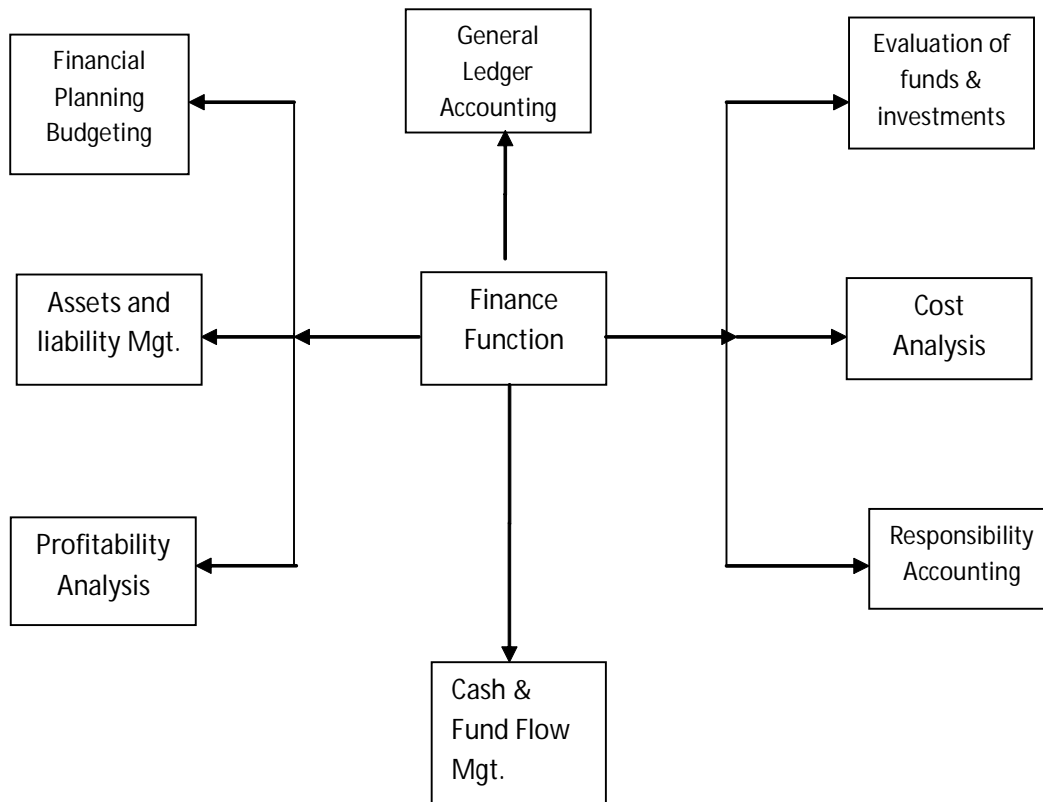 Financial
Planning
Budgeting
General
Ledger
Accounting
Evaluation of
funds &
investments
Assets and
liability Mgt.
Finance
Function
Cost
Analysis
Profitability
Analysis
Responsibility
Accounting
Cash &
Fund Flow
Mgt.